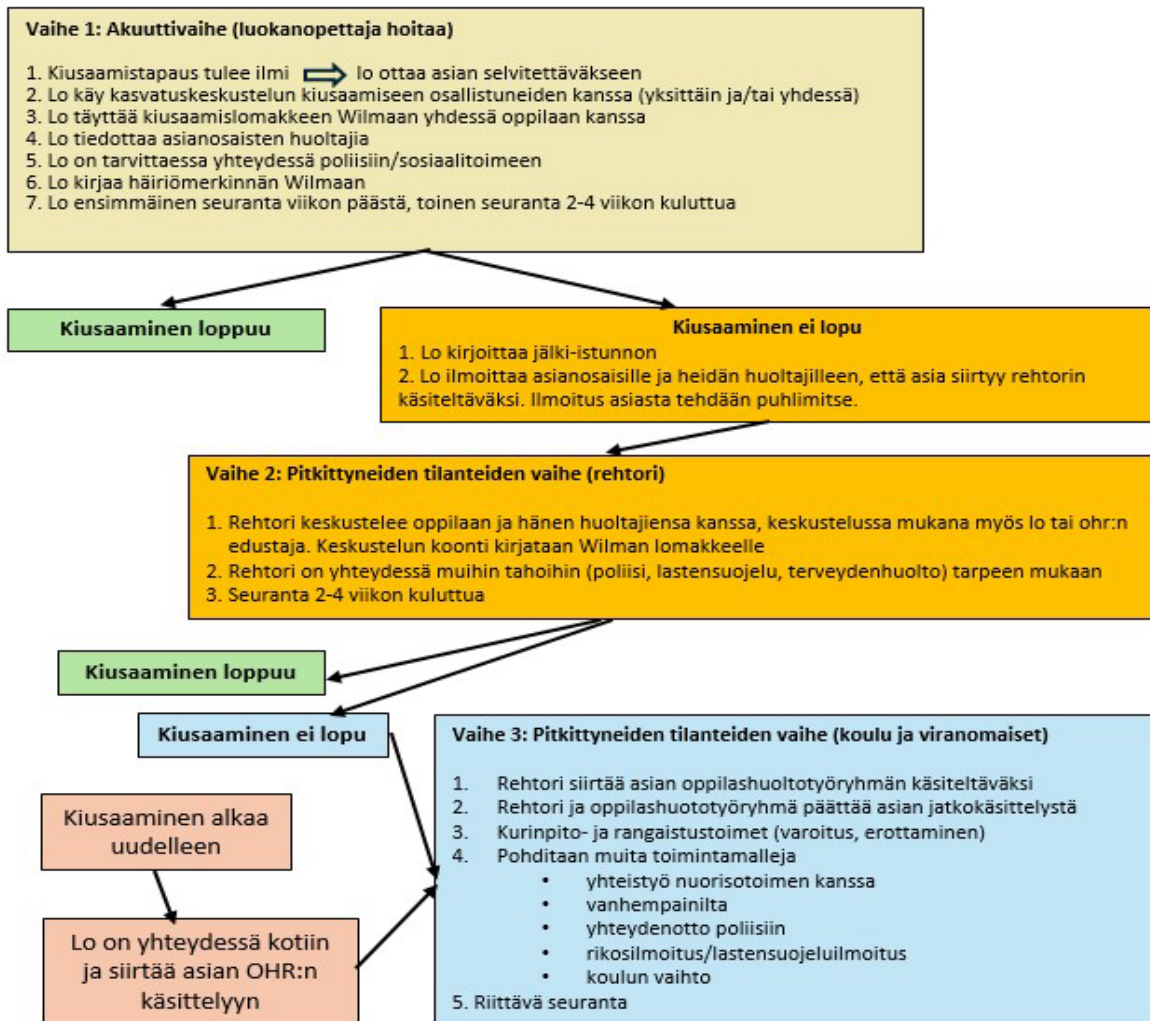 Vaihe 1: Akuuttivaihe (luokanopettaja hoitaa)
1. Kiusaamistapaus tulee ilmi lo ottaa asian selvitettäväkseen
2. Lo käy kasvatuskeskustelun kiusaamiseen osallistuneiden kanssa (yksittäin ja/tai yhdessä)
3. Lo täyttää kiusaamislomakkeen Wilmaan yhdessä oppilaan kanssa
4. Lo tiedottaa asianosaisten huoltajia
5. Lo on tarvittaessa yhteydessä poliisiin/sosiaalitoimeen
6. Lo kirjaa häiriömerkinnän Wilmaan
7. Lo ensimmäinen seuranta viikon päästä, toinen seuranta 2-4 viikon kuluttua
Kiusaaminen loppuu
Kiusaaminen ei lopu
1. Lo kirjoittaa jälki-istunnon
2. Lo ilmoittaa asianosaisille ja heidän huoltajilleen, että asia siirtyy rehtorin
käsiteltäväksi. Ilmoitus asiasta tehdään puhlimitse.
Vaihe 2: Pitkittyneiden tilanteiden vaihe (rehtori)
1. Rehtori keskustelee oppilaan ja hänen huoltajiensa kanssa, keskustelussa mukana myös lo tai ohr:n
edustaja. Keskustelun koonti kirjataan Wilman lomakkeelle
2. Rehtori on yhteydessä muihin tahoihin (poliisi, lastensuojelu, terveydenhuolto) tarpeen mukaan
3. Seuranta 2-4 viikon kuluttua
Kiusaaminen loppuu
Kiusaaminen ei lopu
Kiusaaminen alkaa
uudelleen
Lo on yhteydessä kotiin
ja siirtää asian OHR:n
käsittelyyn
Vaihe 3: Pitkittyneiden tilanteiden vaihe (koulu ja viranomaiset)
1. Rehtori siirtää asian oppilashuoltotyöryhmän käsiteltäväksi
2. Rehtori ja oppilashuototyöryhmä päättää asian jatkokäsittelystä
3. Kurinpito- ja rangaistustoimet (varoitus, erottaminen)
4. Pohditaan muita toimintamalleja
• yhteistyö nuorisotoimen kanssa
• vanhempainilta
• yhteydenotto poliisiin
• rikosilmoitus/lastensuojeluilmoitus
• koulun vaihto
5. Riittävä seuranta